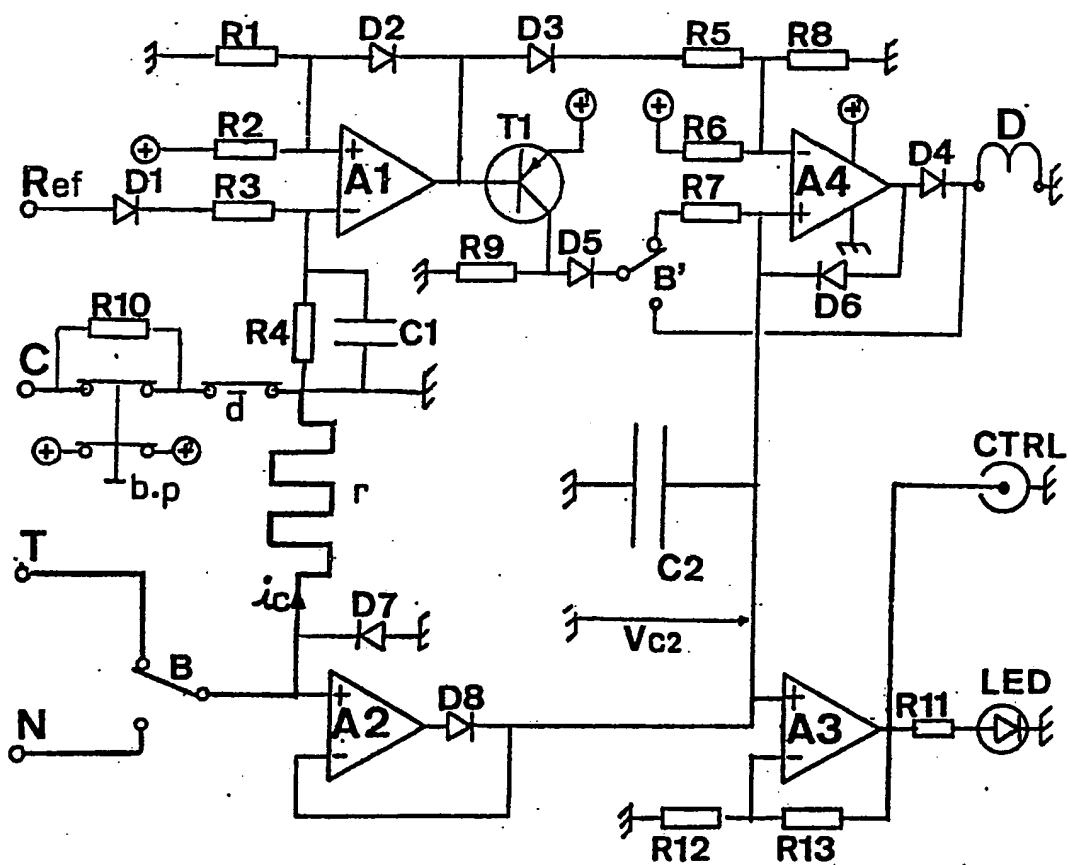 R1 D2 D3 R5 R8
+ R2 + A1 T1 +' + R6 - +' A4 D4 D
Ref D1 R3 - R7 +
R9 D5 B' D6
R10 R4 C1
C d̅
+ +' b.p
r
CTRL
C2
T
ic D7 VC2
B
N + A2 - D8 + A3 - R11 LED
R12 R13